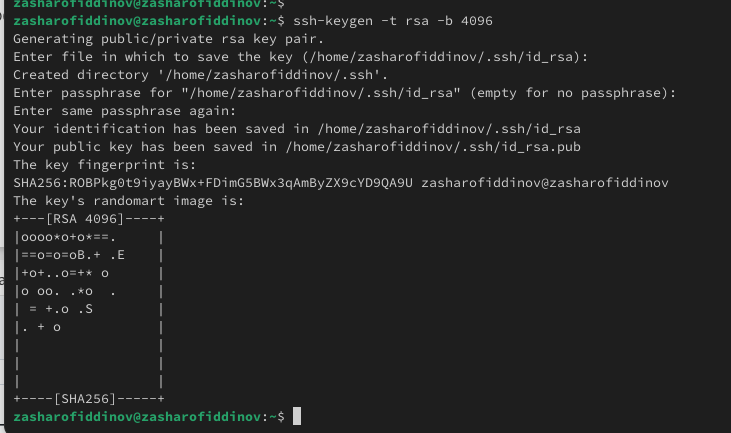 zasharofiddinov@zasharofiddinov:~$
zasharofiddinov@zasharofiddinov:~$ ssh-keygen -t rsa -b 4096
Generating public/private rsa key pair.
Enter file in which to save the key (/home/zasharofiddinov/.ssh/id_rsa):
Created directory '/home/zasharofiddinov/.ssh'.
Enter passphrase for "/home/zasharofiddinov/.ssh/id_rsa" (empty for no passphrase):
Enter same passphrase again:
Your identification has been saved in /home/zasharofiddinov/.ssh/id_rsa
Your public key has been saved in /home/zasharofiddinov/.ssh/id_rsa.pub
The key fingerprint is:
SHA256:ROBPkg0t9iyayBWx+FDimG5BWx3qAmByZX9cYD9QA9U zasharofiddinov@zasharofiddinov
The key's randomart image is:
+---[RSA 4096]----+
|oooo*o+o*==.     |
|==o=o=oB.+ .E    |
|+o+..o=+* o      |
|o oo. .*o  .     |
| = +.o .S        |
|. + o            |
|                 |
|                 |
|                 |
+----[SHA256]-----+
zasharofiddinov@zasharofiddinov:~$